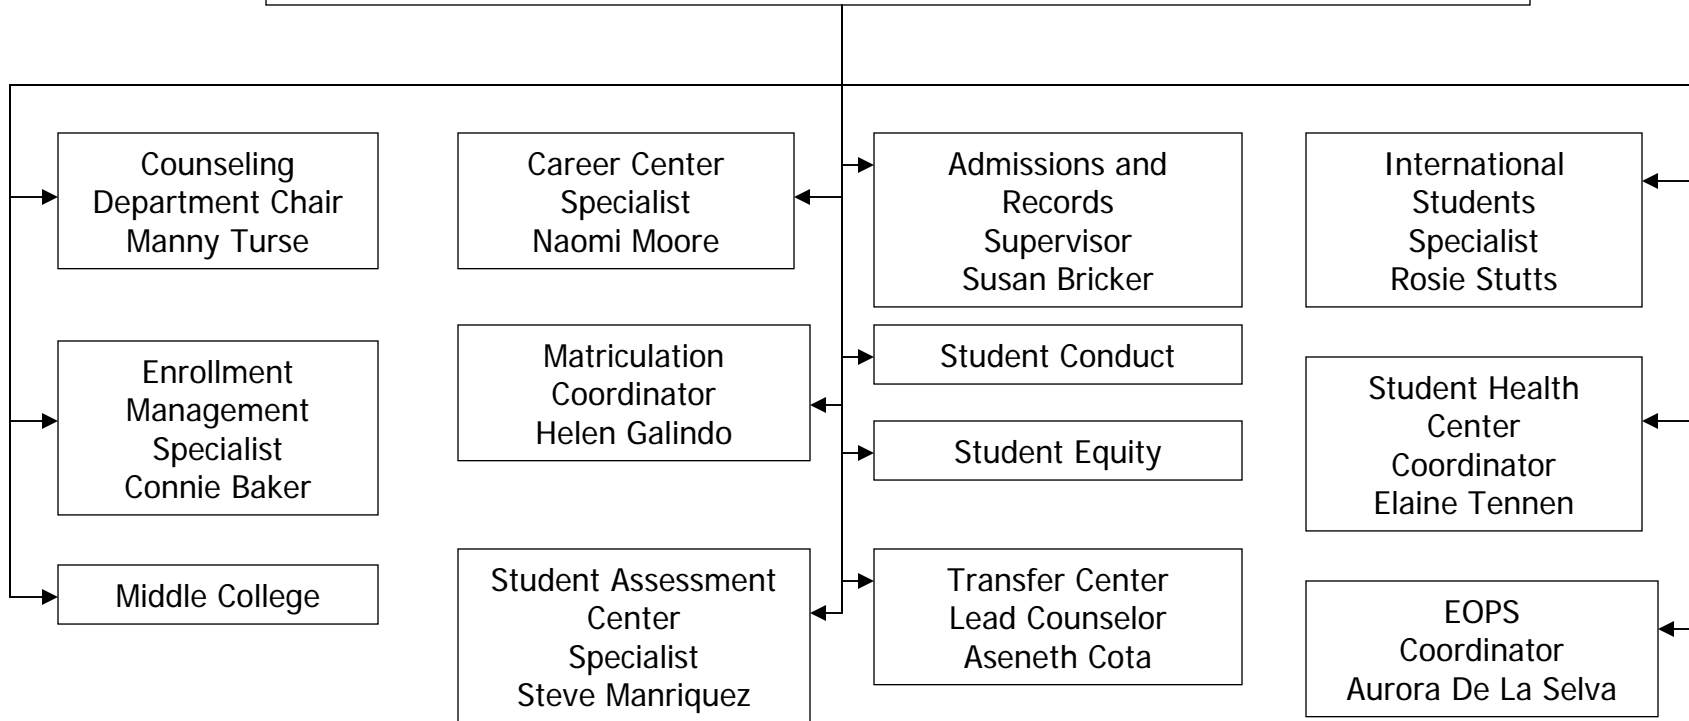 Counseling
Department Chair
Manny Turse
Career Center
Specialist
Naomi Moore
Admissions and
Records
Supervisor
Susan Bricker
International
Students
Specialist
Rosie Stutts
Enrollment
Management
Specialist
Connie Baker
Matriculation
Coordinator
Helen Galindo
Student Conduct
Student Equity
Student Health
Center
Coordinator
Elaine Tennen
Middle College
Student Assessment
Center
Specialist
Steve Manriquez
Transfer Center
Lead Counselor
Aseneth Cota
EOPS
Coordinator
Aurora De La Selva